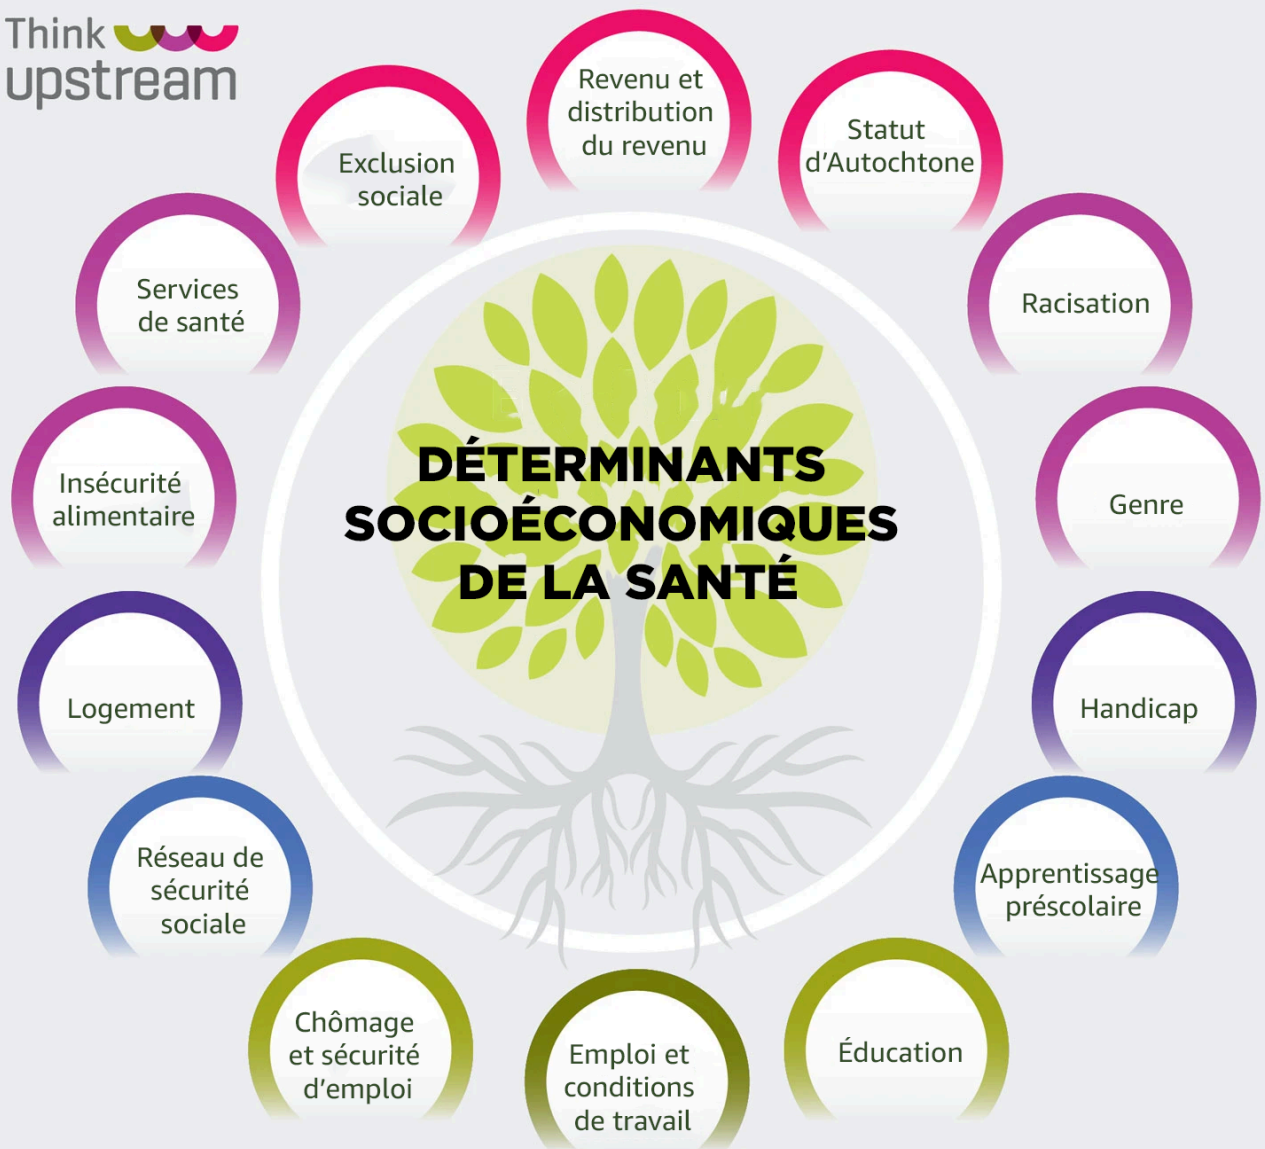 Think
upstream
Revenu et
distribution
du revenu
Statut
d’Autochtone
Racisation
Genre
Handicap
Apprentissage
préscolaire
Éducation
Emploi et
conditions
de travail
Chômage
et sécurité
d’emploi
Réseau de
sécurité
sociale
Logement
Insécurité
alimentaire
Services
de santé
Exclusion
sociale
DÉTERMINANTS
SOCIOÉCONOMIQUES
DE LA SANTÉ